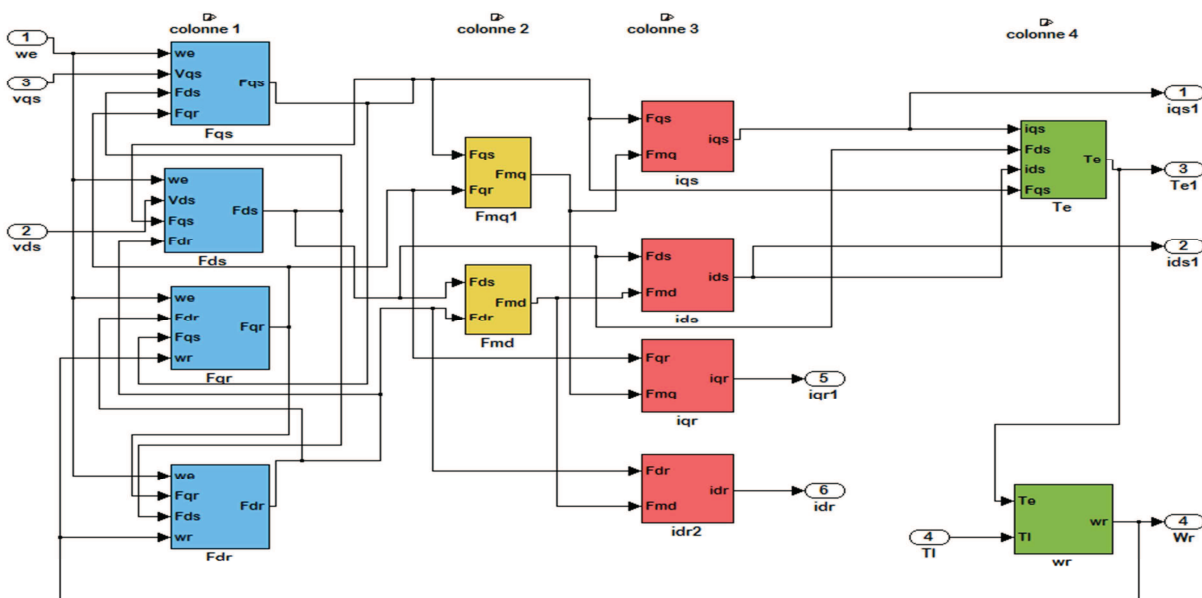 colonne 1
colonne 2
colonne 3
colonne 4
1
we
3
vqs
2
vds
we
Vqs
Fds
Fqr
Fqs
Fqs
we
Vds
Fqs
Fdr
Fds
Fds
we
Fdr
Fqs
wr
Fqr
Fqr
we
Fqr
Fds
wr
Fdr
Fdr
Fqs
Fqr
Fmq
Fmq1
Fds
Fdr
Fmd
Fmd
Fqs
Fmq
iqs
iqs
Fds
Fmd
ids
ids
Fqr
Fmq
iqr
iqr
Fdr
Fmd
idr
idr2
5
iqr1
6
idr
iqs
Fds
ids
Fqs
Te
Te
1
iqs1
3
Te1
2
ids1
4
Tl
Te
Tl
wr
wr
4
Wr